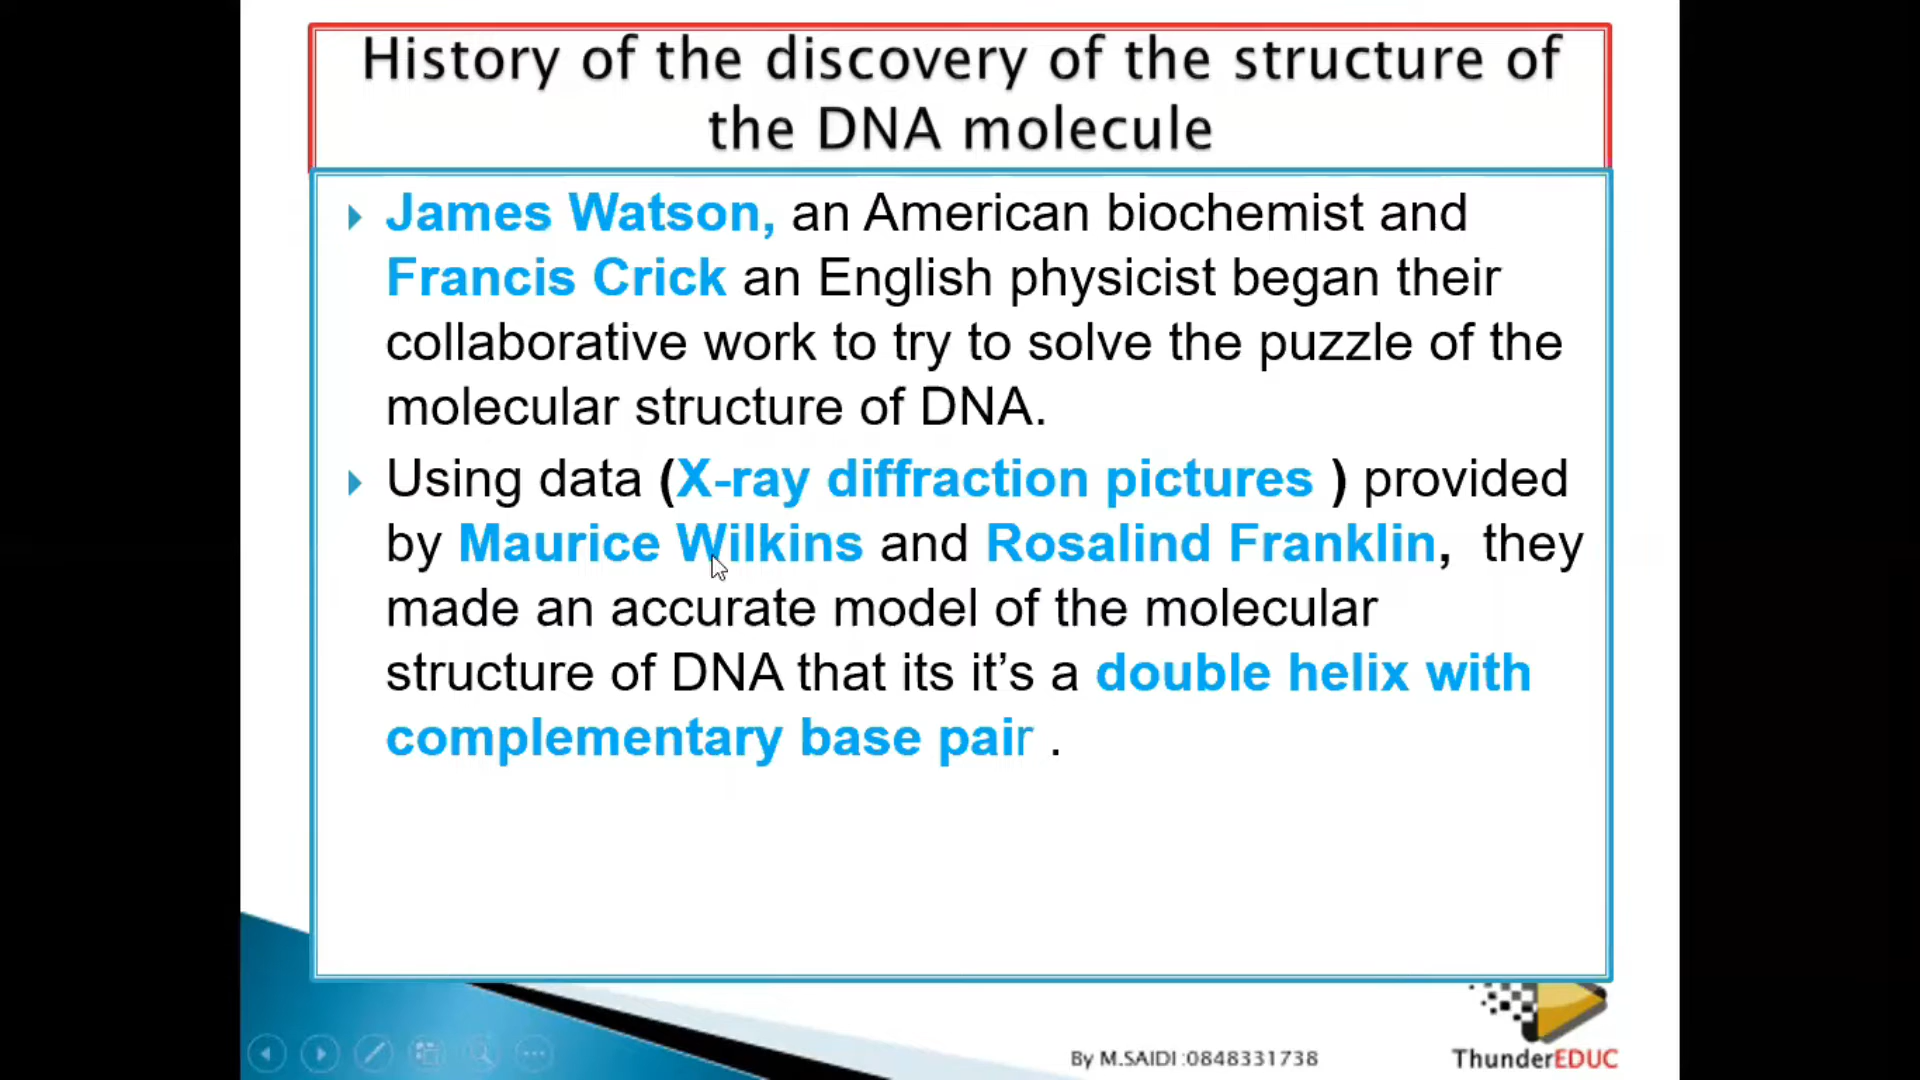 History of the discovery of the structure of
the DNA molecule
James Watson, an American biochemist and
Francis Crick an English physicist began their
collaborative work to try to solve the puzzle of the
molecular structure of DNA.
Using data (X-ray diffraction pictures ) provided
by Maurice Wilkins and Rosalind Franklin, they
made an accurate model of the molecular
structure of DNA that its it’s a double helix with
complementary base pair .
By M.SAIDI :0848331738
ThunderEDUC